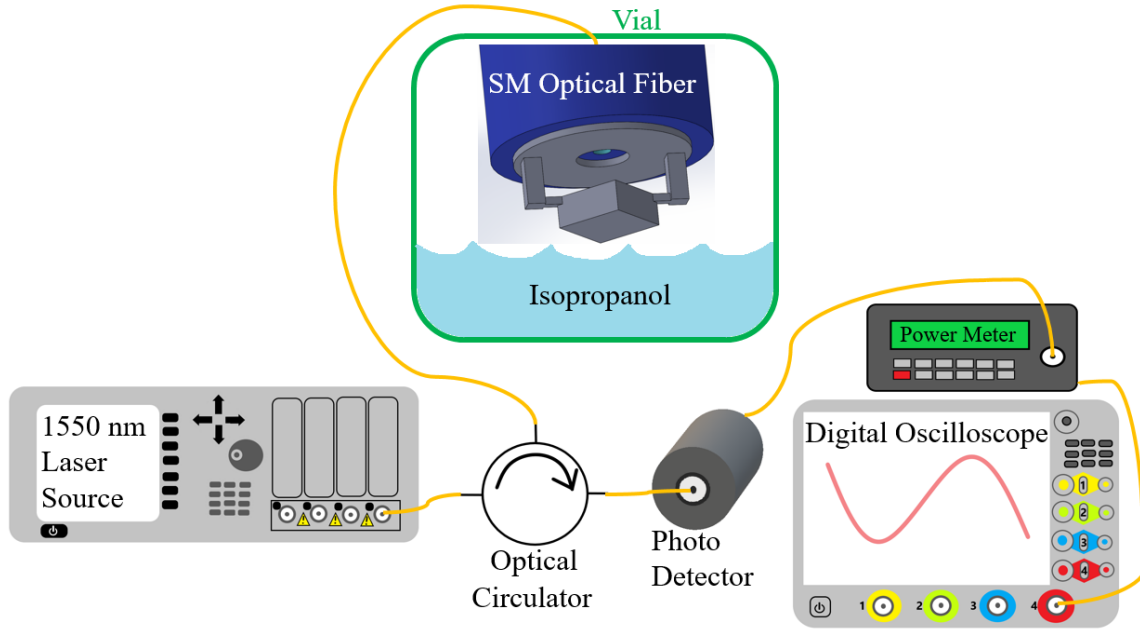 Vial
SM Optical Fiber
Isopropanol
Power Meter
1550 nm
Laser
Source
Digital Oscilloscope
1
2
3
4
Optical
Circulator
Photo
Detector
1 2 3 4